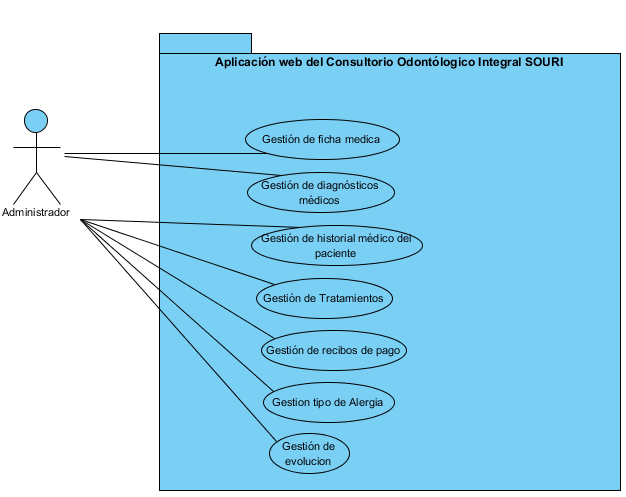 Aplicación web del Consultorio Odontólogico Integral SOURI
Gestión de ficha medica
Gestión de diagnósticos
médicos
Administrador
Gestión de historial médico del
paciente
Gestión de Tratamientos
Gestión de recibos de pago
Gestion tipo de Alergia
Gestión de
evolucion